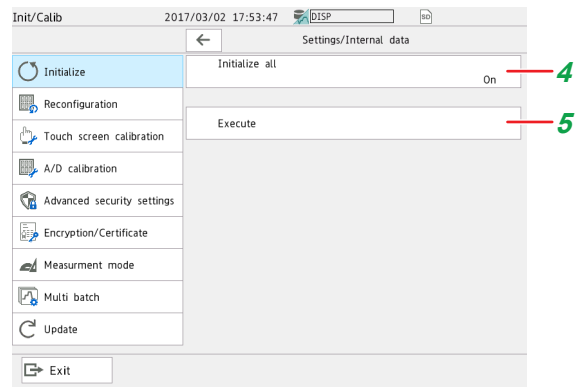 Init/Calib 2017/03/02 17:53:47 DISP SD
Settings/Internal data
Initialize
Initialize all
On
4
Reconfiguration
Execute
5
Touch screen calibration
A/D calibration
Advanced security settings
Encryption/Certificate
Measurment mode
Multi batch
Update
Exit